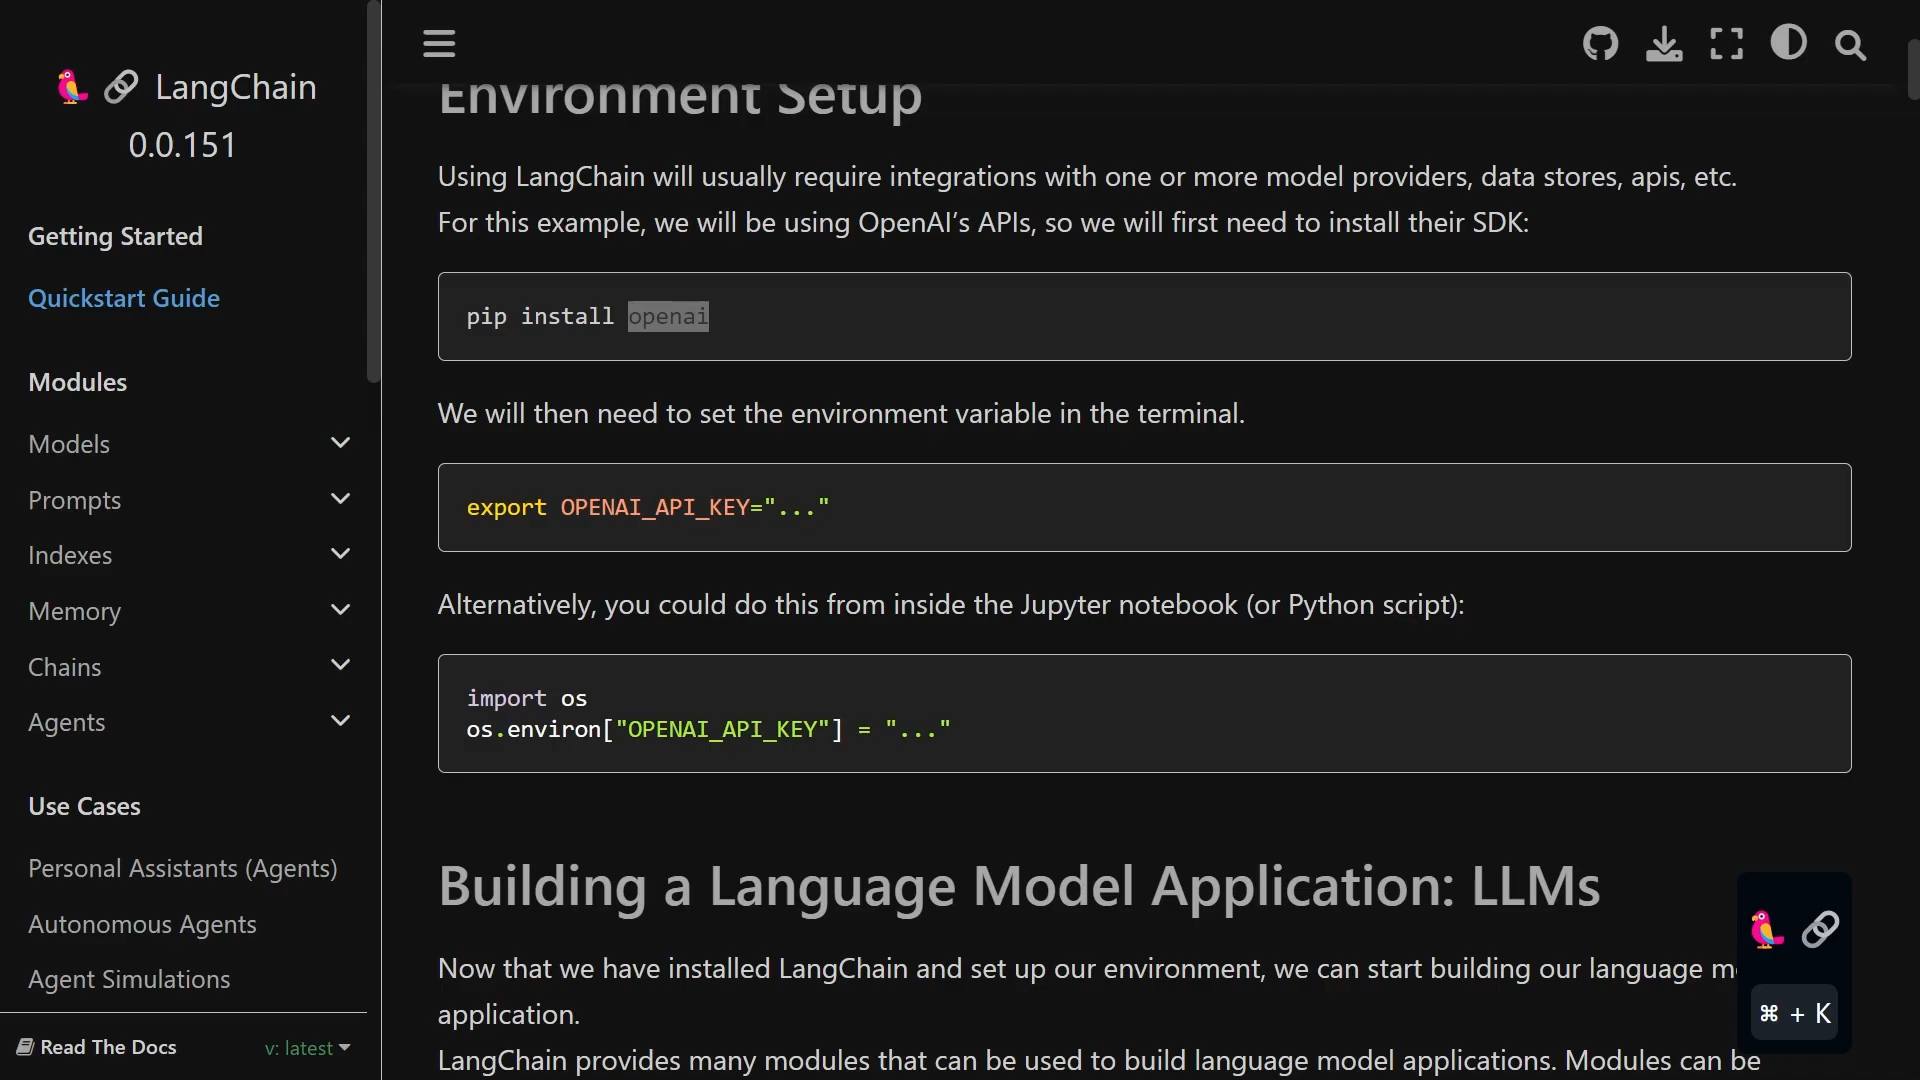 LangChain
0.0.151
Getting Started
Quickstart Guide
Modules
Models
Prompts
Indexes
Memory
Chains
Agents
Use Cases
Personal Assistants (Agents)
Autonomous Agents
Agent Simulations
Read The Docs
v: latest
Environment Setup
Using LangChain will usually require integrations with one or more model providers, data stores, apis, etc.
For this example, we will be using OpenAI’s APIs, so we will first need to install their SDK:
pip install openai
We will then need to set the environment variable in the terminal.
export OPENAI_API_KEY="..."
Alternatively, you could do this from inside the Jupyter notebook (or Python script):
import os
os.environ["OPENAI_API_KEY"] = "..."
Building a Language Model Application: LLMs
Now that we have installed LangChain and set up our environment, we can start building our language
application.
LangChain provides many modules that can be used to build language model applications. Modules can be
⌘ + K